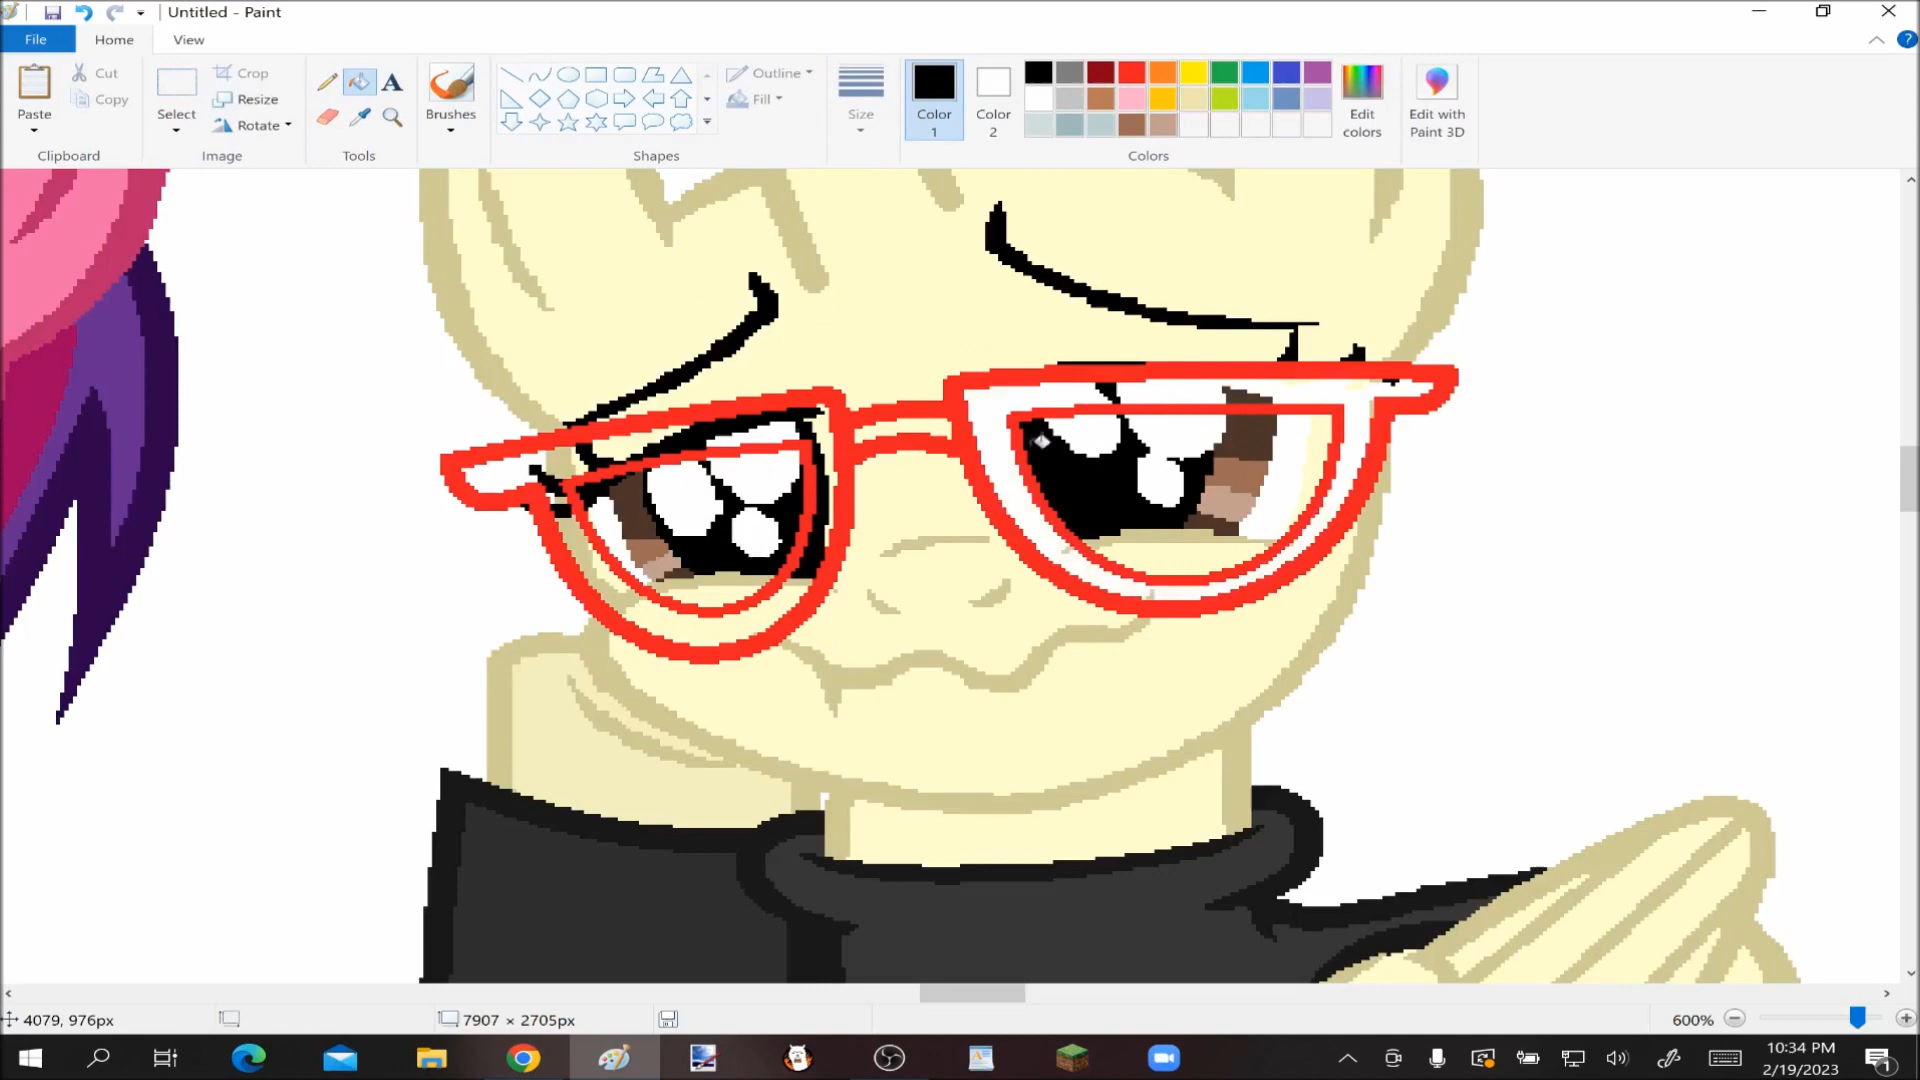 Untitled - Paint
File Home View
Paste
Cut
Copy
Clipboard
Select
Crop
Resize
Rotate
Image
A
Tools
Brushes
Shapes
Outline
Fill
Size
Color 1
Color 2
Edit colors
Colors
Edit with Paint 3D
?
4079, 976px
7907 × 2705px
600%
10:34 PM
2/19/2023
1